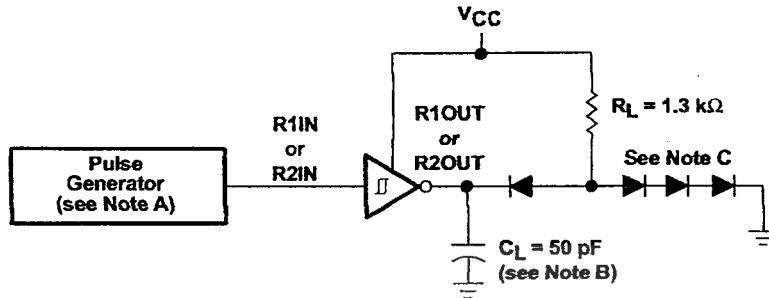 VCC
RL = 1.3 kΩ
R1IN
or
R2IN
R1OUT
or
R2OUT
See Note C
Pulse
Generator
(see Note A)
CL = 50 pF
(see Note B)